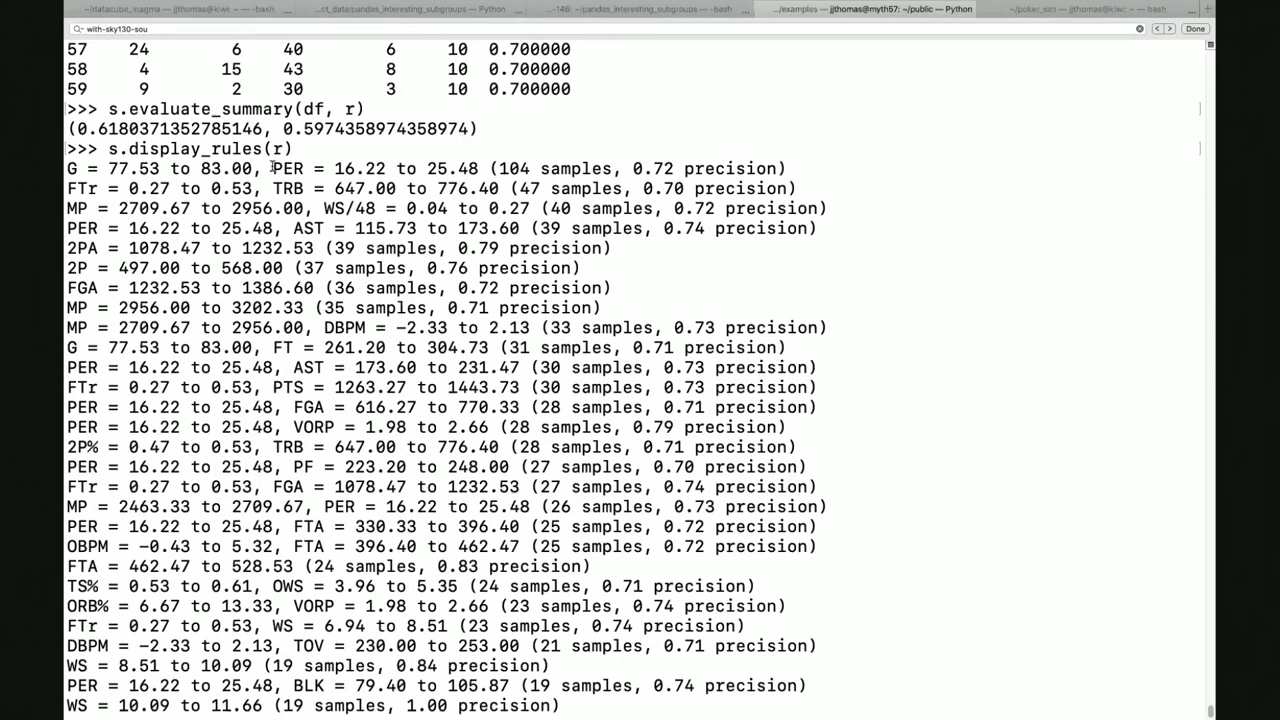 ~/datacube_magma — jjthomas@kiwi: ~ — -bash
...ct_data/pandas_interesting_subgroups — Python
...-146: ~/pandas_interesting_subgroups — -bash
.../examples — jjthomas@myth57: ~/public — Python
~/poker_sim — jjthomas@kiwi: ~ — -bash
with-sky130-sou
Done
57 24 6 40 6 10 0.700000
58 4 15 43 8 10 0.700000
59 9 2 30 3 10 0.700000
>>> s.evaluate_summary(df, r)
(0.6180371352785146, 0.5974358974358974)
>>> s.display_rules(r)
G = 77.53 to 83.00, PER = 16.22 to 25.48 (104 samples, 0.72 precision)
FTr = 0.27 to 0.53, TRB = 647.00 to 776.40 (47 samples, 0.70 precision)
MP = 2709.67 to 2956.00, WS/48 = 0.04 to 0.27 (40 samples, 0.72 precision)
PER = 16.22 to 25.48, AST = 115.73 to 173.60 (39 samples, 0.74 precision)
2PA = 1078.47 to 1232.53 (39 samples, 0.79 precision)
2P = 497.00 to 568.00 (37 samples, 0.76 precision)
FGA = 1232.53 to 1386.60 (36 samples, 0.72 precision)
MP = 2956.00 to 3202.33 (35 samples, 0.71 precision)
MP = 2709.67 to 2956.00, DBPM = -2.33 to 2.13 (33 samples, 0.73 precision)
G = 77.53 to 83.00, FT = 261.20 to 304.73 (31 samples, 0.71 precision)
PER = 16.22 to 25.48, AST = 173.60 to 231.47 (30 samples, 0.73 precision)
FTr = 0.27 to 0.53, PTS = 1263.27 to 1443.73 (30 samples, 0.73 precision)
PER = 16.22 to 25.48, FGA = 616.27 to 770.33 (28 samples, 0.71 precision)
PER = 16.22 to 25.48, VORP = 1.98 to 2.66 (28 samples, 0.79 precision)
2P% = 0.47 to 0.53, TRB = 647.00 to 776.40 (28 samples, 0.71 precision)
PER = 16.22 to 25.48, PF = 223.20 to 248.00 (27 samples, 0.70 precision)
FTr = 0.27 to 0.53, FGA = 1078.47 to 1232.53 (27 samples, 0.74 precision)
MP = 2463.33 to 2709.67, PER = 16.22 to 25.48 (26 samples, 0.73 precision)
PER = 16.22 to 25.48, FTA = 330.33 to 396.40 (25 samples, 0.72 precision)
OBPM = -0.43 to 5.32, FTA = 396.40 to 462.47 (25 samples, 0.72 precision)
FTA = 462.47 to 528.53 (24 samples, 0.83 precision)
TS% = 0.53 to 0.61, OWS = 3.96 to 5.35 (24 samples, 0.71 precision)
ORB% = 6.67 to 13.33, VORP = 1.98 to 2.66 (23 samples, 0.74 precision)
FTr = 0.27 to 0.53, WS = 6.94 to 8.51 (23 samples, 0.74 precision)
DBPM = -2.33 to 2.13, TOV = 230.00 to 253.00 (21 samples, 0.71 precision)
WS = 8.51 to 10.09 (19 samples, 0.84 precision)
PER = 16.22 to 25.48, BLK = 79.40 to 105.87 (19 samples, 0.74 precision)
WS = 10.09 to 11.66 (19 samples, 1.00 precision)